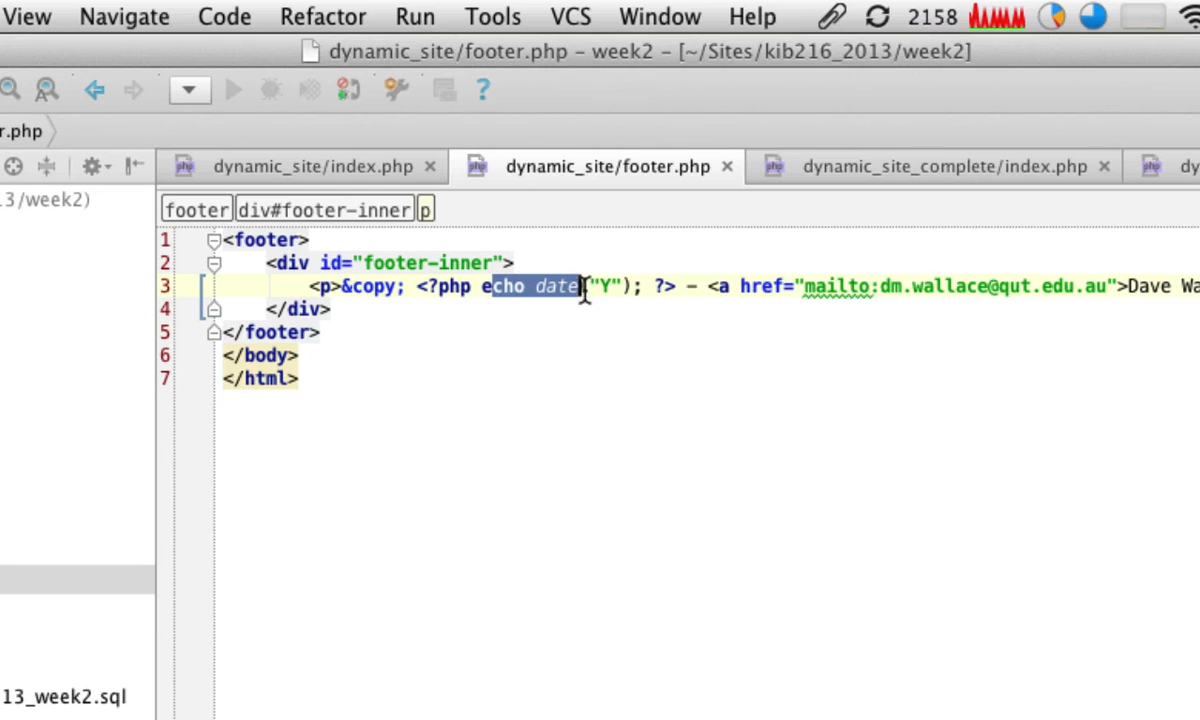 View Navigate Code Refactor Run Tools VCS Window Help 2158
dynamic_site/footer.php – week2 – [~/Sites/kib216_2013/week2]
r.php
dynamic_site/index.php dynamic_site/footer.php dynamic_site_complete/index.php dy
13/week2)
footer div#footer-inner p
1 <footer>
2 <div id="footer-inner">
3 <p>&copy; <?php echo date("Y"); ?> – <a href="mailto:dm.wallace@qut.edu.au">Dave Wa
4 </div>
5 </footer>
6 </body>
7 </html>
13_week2.sql